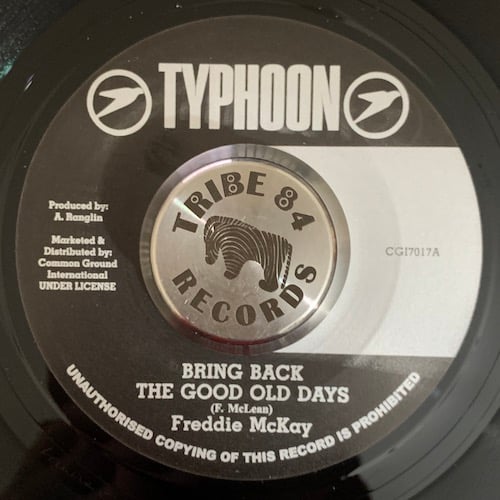 TYPHOON
Produced by:
A. Ranglin
Marketed &
Distributed by:
Common Ground
International
UNDER LICENSE
TRIBE 84
RECORDS
CGI7017A
BRING BACK
THE GOOD OLD DAYS
(F. McLean)
Freddie McKay
UNAUTHORISED COPYING OF THIS RECORD IS PROHIBITED